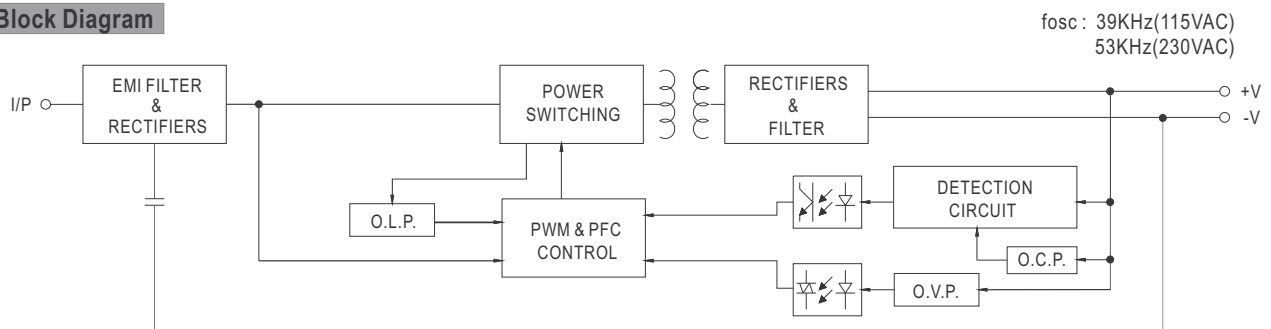 Block Diagram
fosc : 39KHz(115VAC)
53KHz(230VAC)
I/P
EMI FILTER
&
RECTIFIERS
POWER
SWITCHING
RECTIFIERS
&
FILTER
+V
-V
O.L.P.
PWM & PFC
CONTROL
DETECTION
CIRCUIT
O.C.P.
O.V.P.